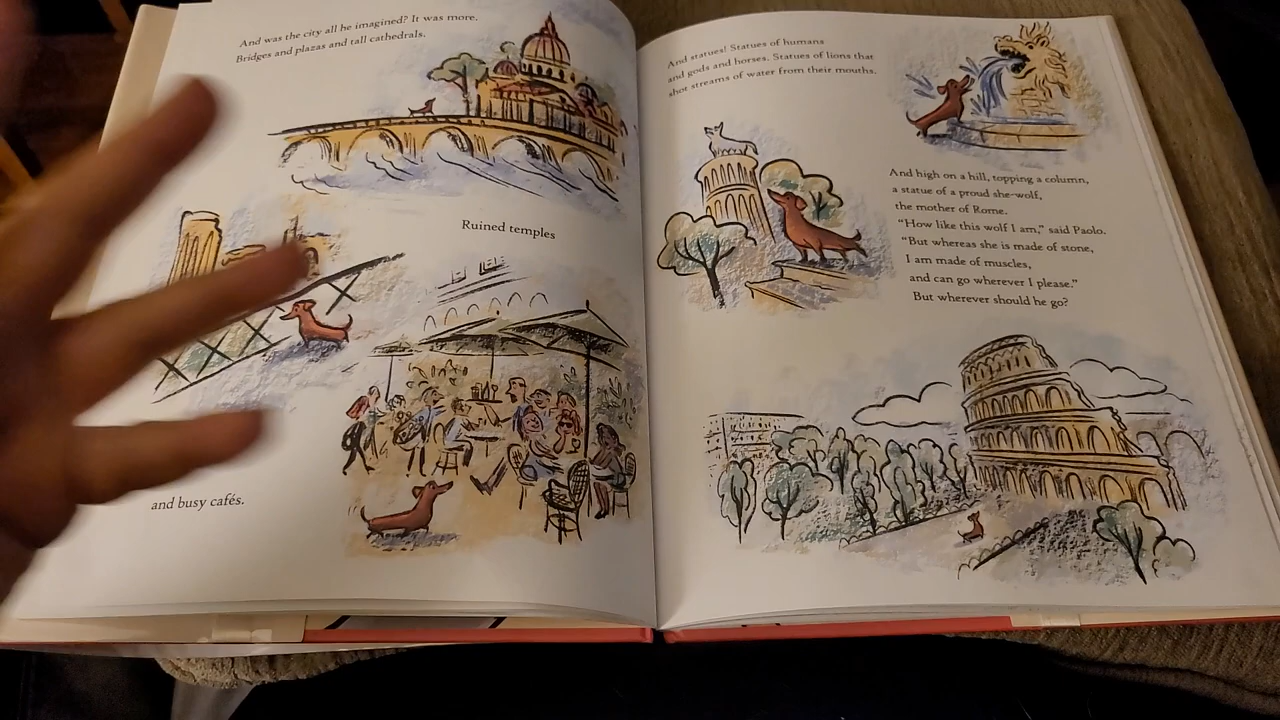 And was the city all he imagined? It was more.
Bridges and plazas and tall cathedrals.
Ruined temples
and busy cafés.
And statues! Statues of humans
and gods and horses. Statues of lions that
shot streams of water from their mouths.
And high on a hill, topping a column,
a statue of a proud she-wolf,
the mother of Rome.
“How like this wolf I am,” said Paolo.
“But whereas she is made of stone,
I am made of muscles,
and can go wherever I please.”
But wherever should he go?